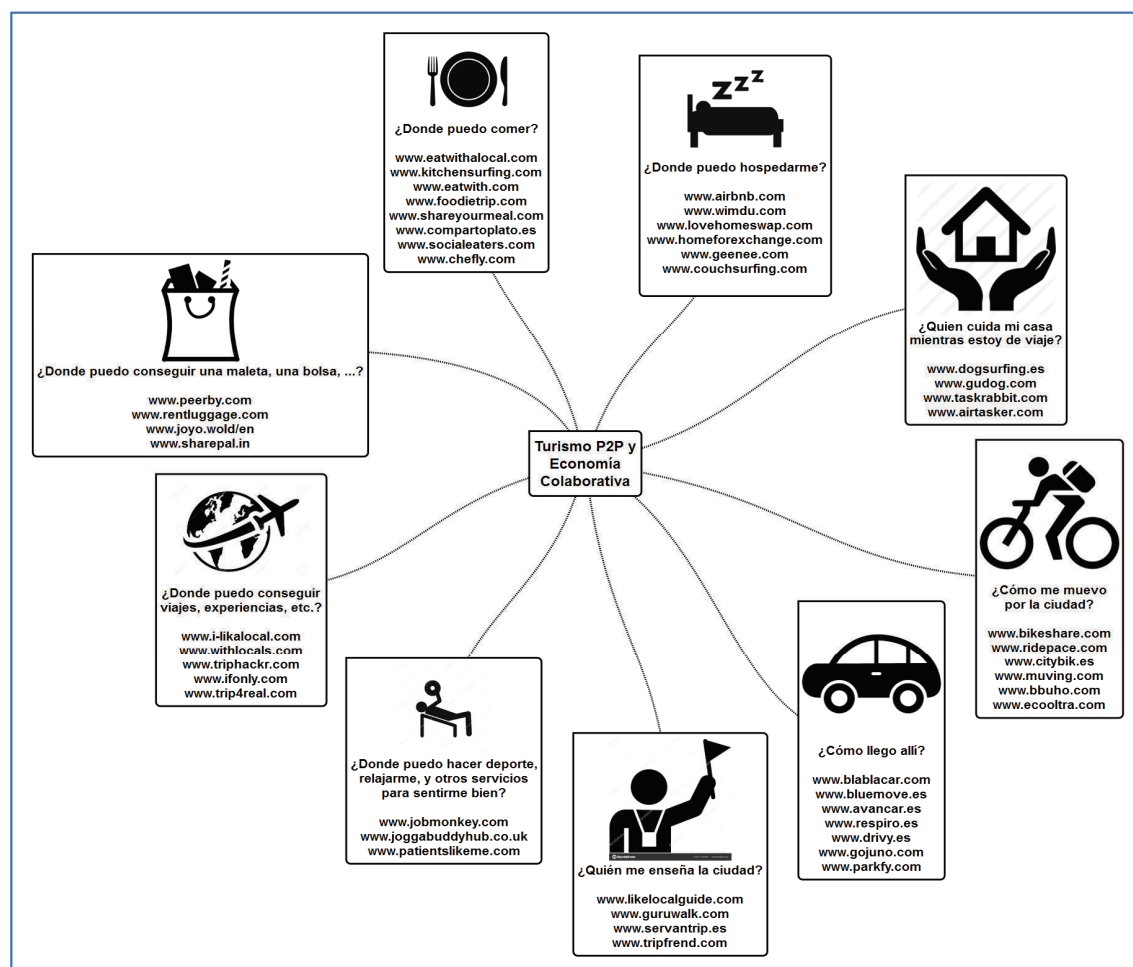 ¿Donde puedo comer?
www.eatwithalocal.com
www.kitchensurfing.com
www.eatwith.com
www.foodietrip.com
www.shareyourmeal.com
www.compartoplato.es
www.socialeaters.com
www.chefly.com
zzz
¿Donde puedo hospedarme?
www.airbnb.com
www.wimdu.com
www.lovehomeswap.com
www.homeforexchange.com
www.geenee.com
www.couchsurfing.com
¿Quien cuida mi casa
mientras estoy de viaje?
www.dogsurfing.es
www.gudog.com
www.taskrabbit.com
www.airtasker.com
¿Donde puedo conseguir una maleta, una bolsa, ...?
www.peerby.com
www.rentluggage.com
www.joyo.wold/en
www.sharepal.in
Turismo P2P y
Economía
Colaborativa
¿Donde puedo conseguir
viajes, experiencias, etc.?
www.i-likalocal.com
www.withlocals.com
www.triphackr.com
www.ifonly.com
www.trip4real.com
¿Cómo me muevo
por la ciudad?
www.bikeshare.com
www.ridepace.com
www.citybik.es
www.muving.com
www.bbuho.com
www.ecooltra.com
¿Donde puedo hacer deporte,
relajarme, y otros servicios
para sentirme bien?
www.jobmonkey.com
www.joggabuddyhub.co.uk
www.patientslikeme.com
¿Cómo llego allí?
www.blablacar.com
www.bluemove.es
www.avancar.es
www.respiro.es
www.drivy.es
www.gojuno.com
www.parkfy.com
¿Quién me enseña la ciudad?
www.likelocalguide.com
www.guruwalk.com
www.servantrip.es
www.tripfrend.com